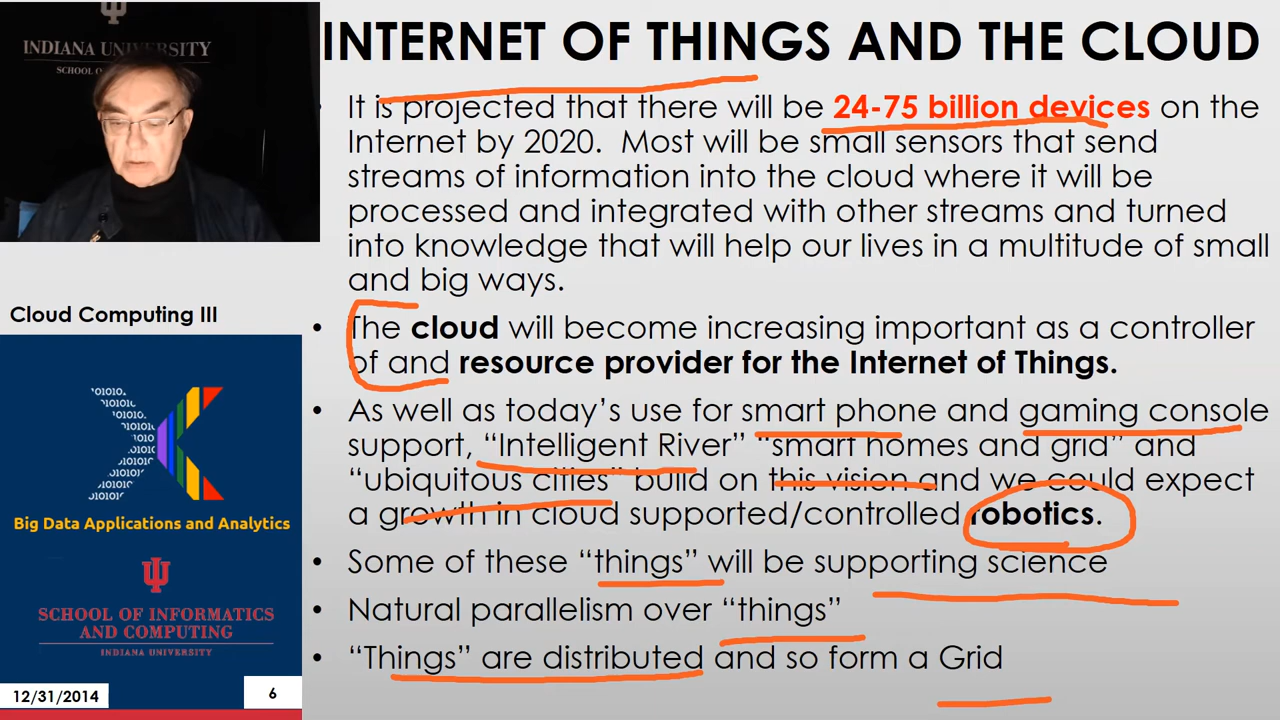 INDIANA UNIVERSITY
INTERNET OF THINGS AND THE CLOUD
• It is projected that there will be 24-75 billion devices on the
Internet by 2020. Most will be small sensors that send
streams of information into the cloud where it will be
processed and integrated with other streams and turned
into knowledge that will help our lives in a multitude of small
and big ways.
• The cloud will become increasing important as a controller
of and resource provider for the Internet of Things.
• As well as today’s use for smart phone and gaming console
support, “Intelligent River” “smart homes and grid” and
“ubiquitous cities” build on this vision and we could expect
a growth in cloud supported/controlled robotics.
• Some of these “things” will be supporting science
• Natural parallelism over “things”
• “Things” are distributed and so form a Grid
Cloud Computing III
Big Data Applications and Analytics
SCHOOL OF INFORMATICS
AND COMPUTING
INDIANA UNIVERSITY
12/31/2014
6